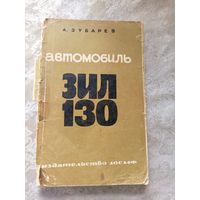 А. ЗУБАРЕВ
автомобиль
ЗИЛ
130
издательство досааф